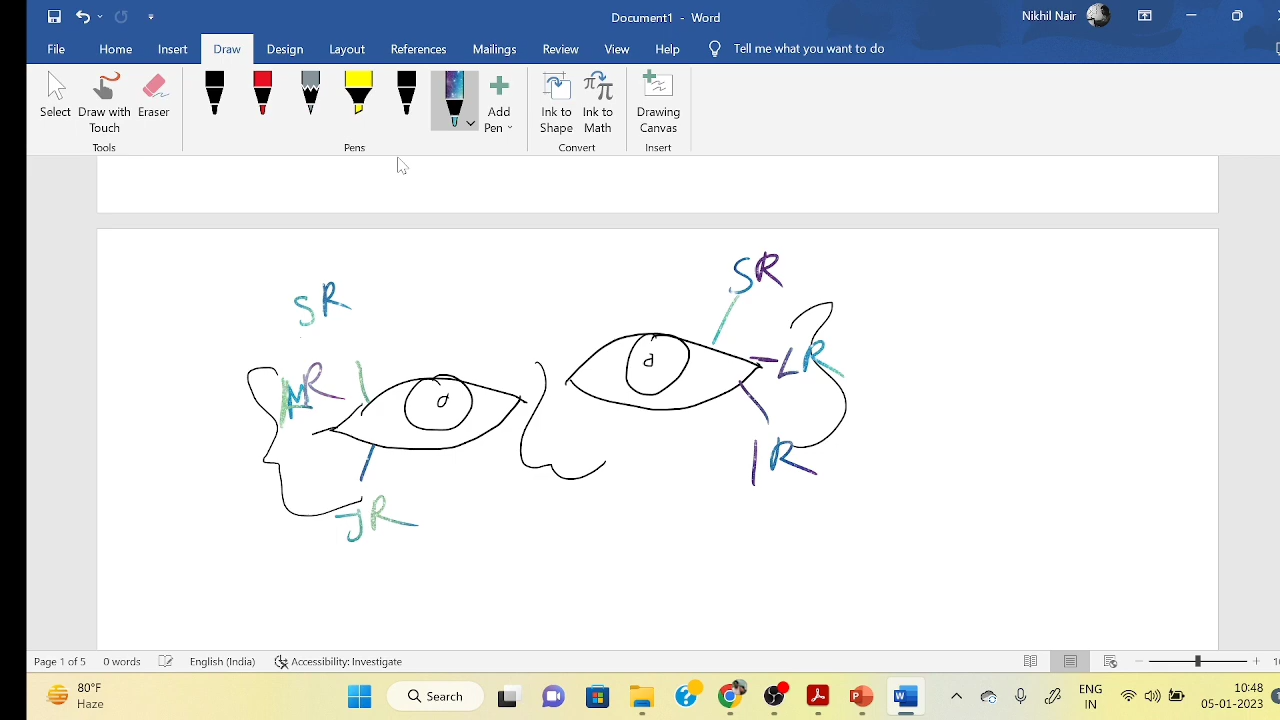 Document1 - Word
Nikhil Nair
File Home Insert Draw Design Layout References Mailings Review View Help Tell me what you want to do
Select Draw with Touch Eraser Add Pen Ink to Shape Ink to Math Drawing Canvas
Tools Pens Convert Insert
SR
SR
LR
MR
IR
IR
Page 1 of 5 0 words English (India) Accessibility: Investigate
80°F
Haze
Search
ENG
IN
10:48
05-01-2023